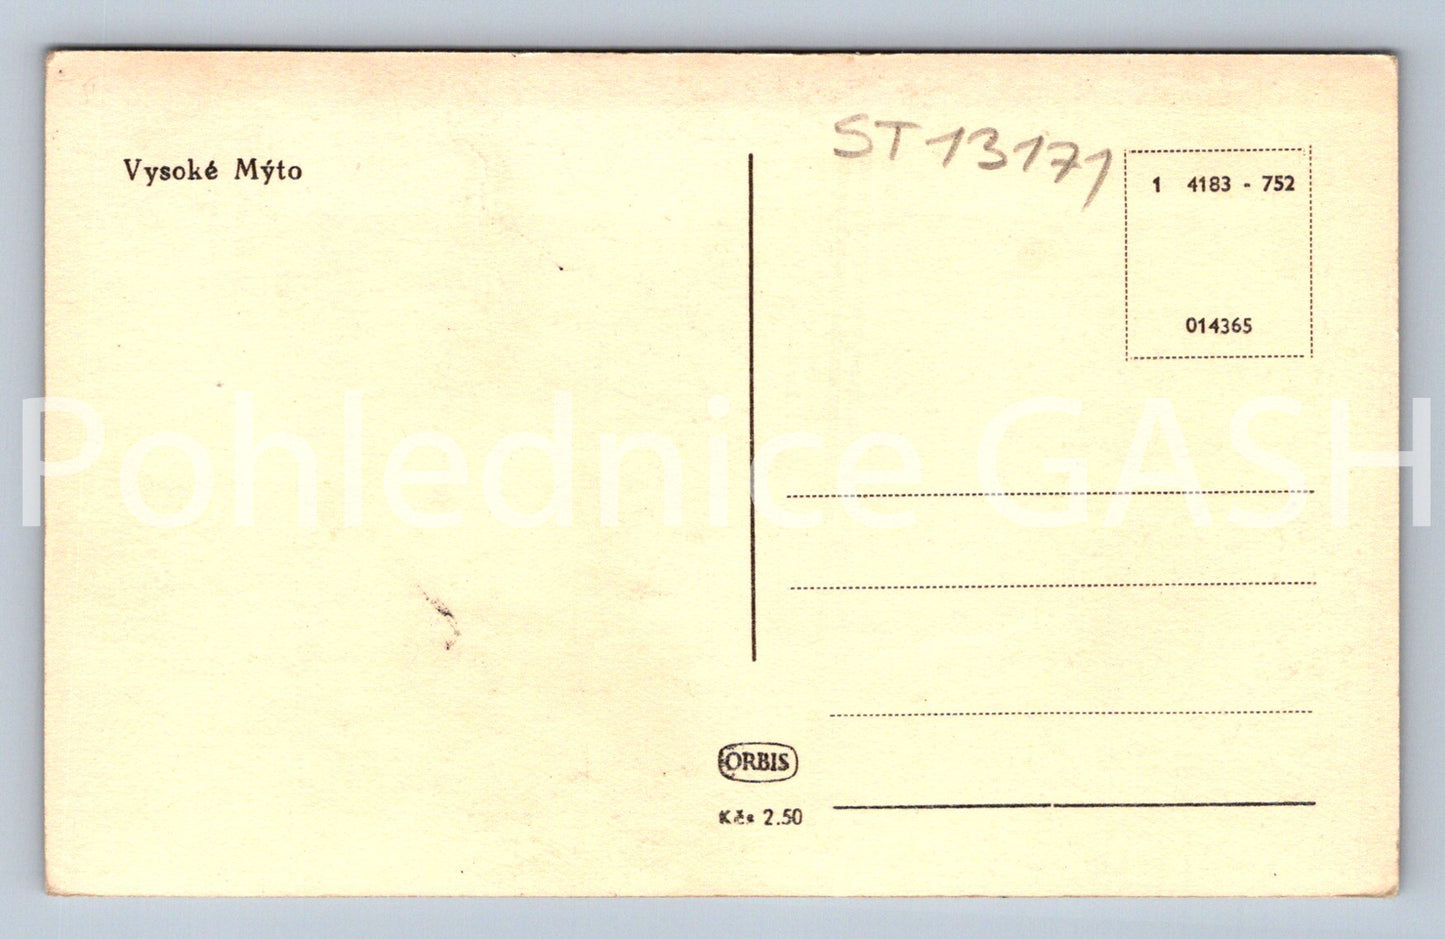 Vysoké Mýto
ST 13171
1 4183 - 752
014365
Pohlednice GASH
ORBIS
Kčs 2.50